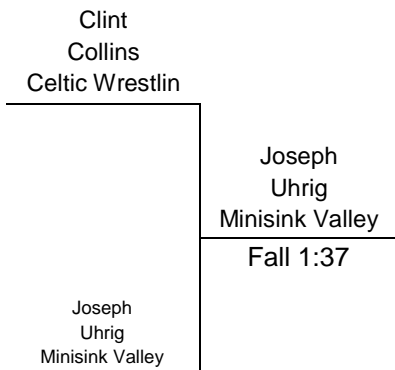 Clint
Collins
Celtic Wrestlin
Joseph
Uhrig
Minisink Valley
Fall 1:37
Joseph
Uhrig
Minisink Valley